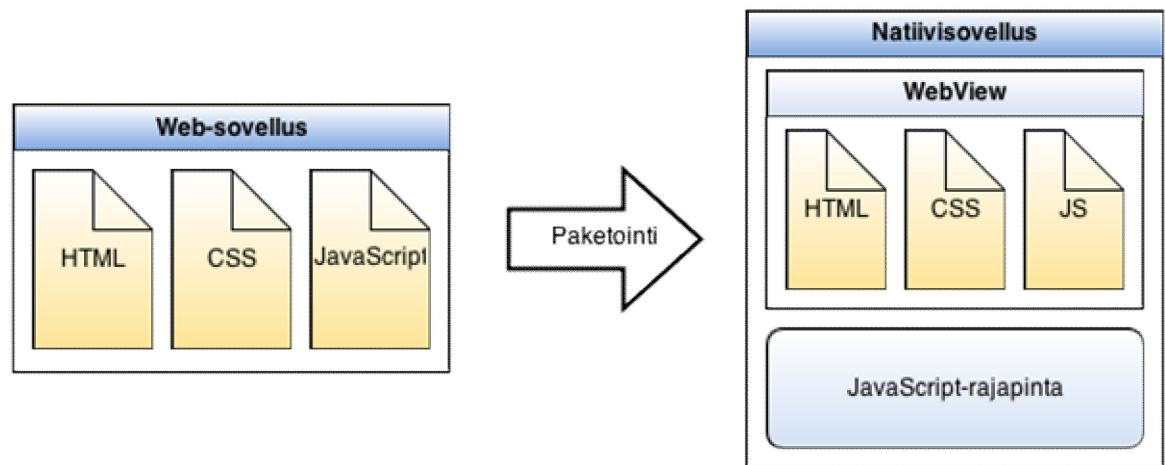 Web-sovellus
HTML
CSS
JavaScript
Paketointi
Natiivisovellus
WebView
HTML
CSS
JS
JavaScript-rajapinta